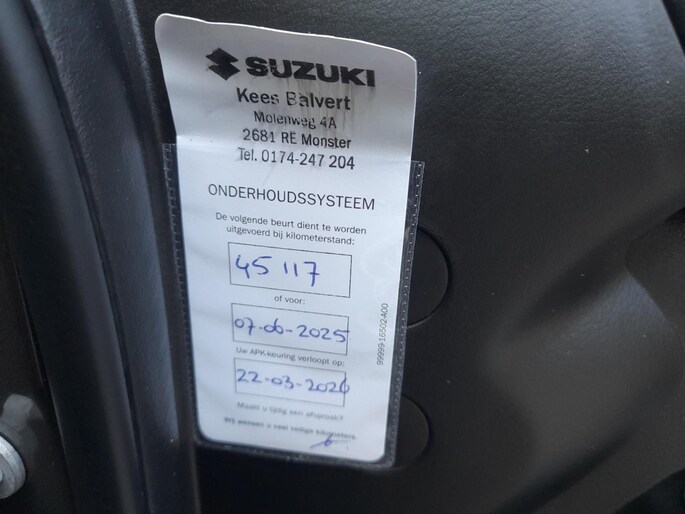 SUZUKI
Kees Balvert
Molenweg 4A
2681 RE Monster
Tel. 0174-247 204
ONDERHOUDSSYSTEEM
De volgende beurt dient te worden
uitgevoerd bij kilometerstand:
45 117
of voor:
07-06-2025
Uw APK-keuring verloopt op:
22-03-2026
Maakt u tijdig een afspraak?
Wij wensen u veel veilige kilometers.
99999-16502-A00